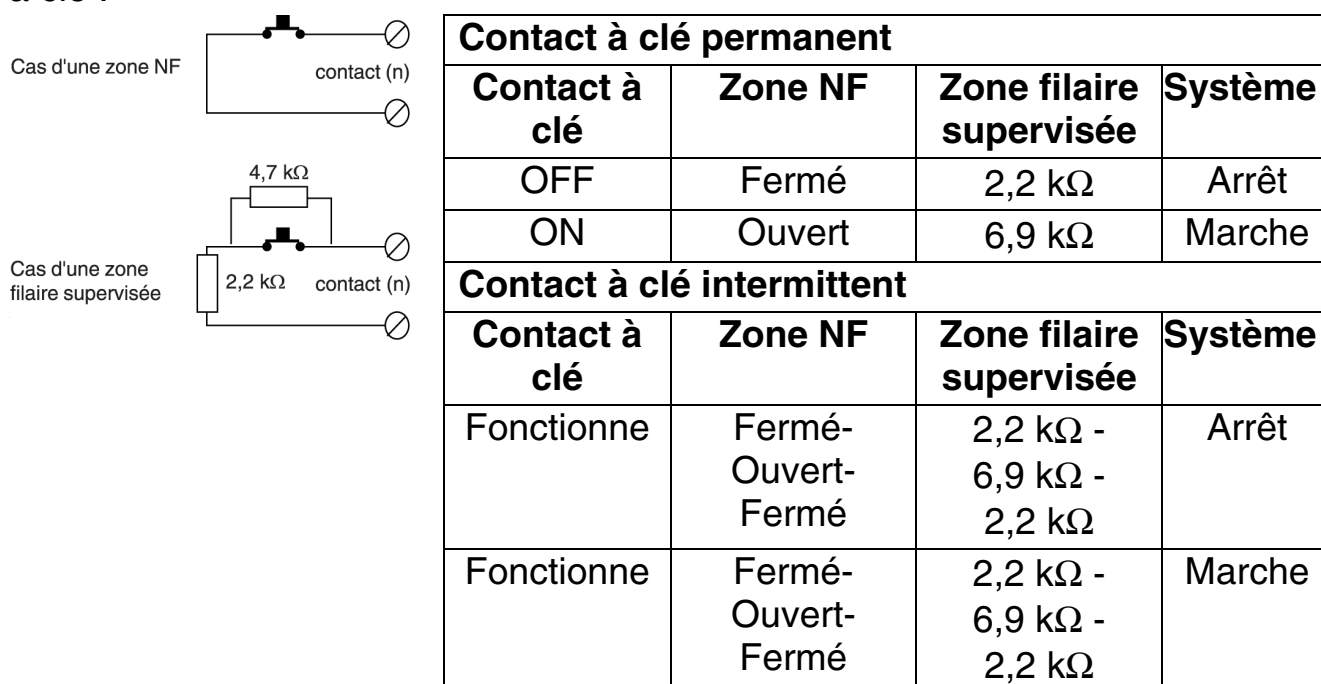 Cas d'une zone NF
contact (n)
4,7 kΩ
2,2 kΩ
contact (n)
Cas d'une zone
filaire supervisée
Contact à clé permanent
Contact à clé
Zone NF
Zone filaire supervisée
Système
OFF
Fermé
2,2 kΩ
Arrêt
ON
Ouvert
6,9 kΩ
Marche
Contact à clé intermittent
Contact à clé
Zone NF
Zone filaire supervisée
Système
Fonctionne
Fermé-
Ouvert-
Fermé
2,2 kΩ -
6,9 kΩ -
2,2 kΩ
Arrêt
Fonctionne
Fermé-
Ouvert-
Fermé
2,2 kΩ -
6,9 kΩ -
2,2 kΩ
Marche